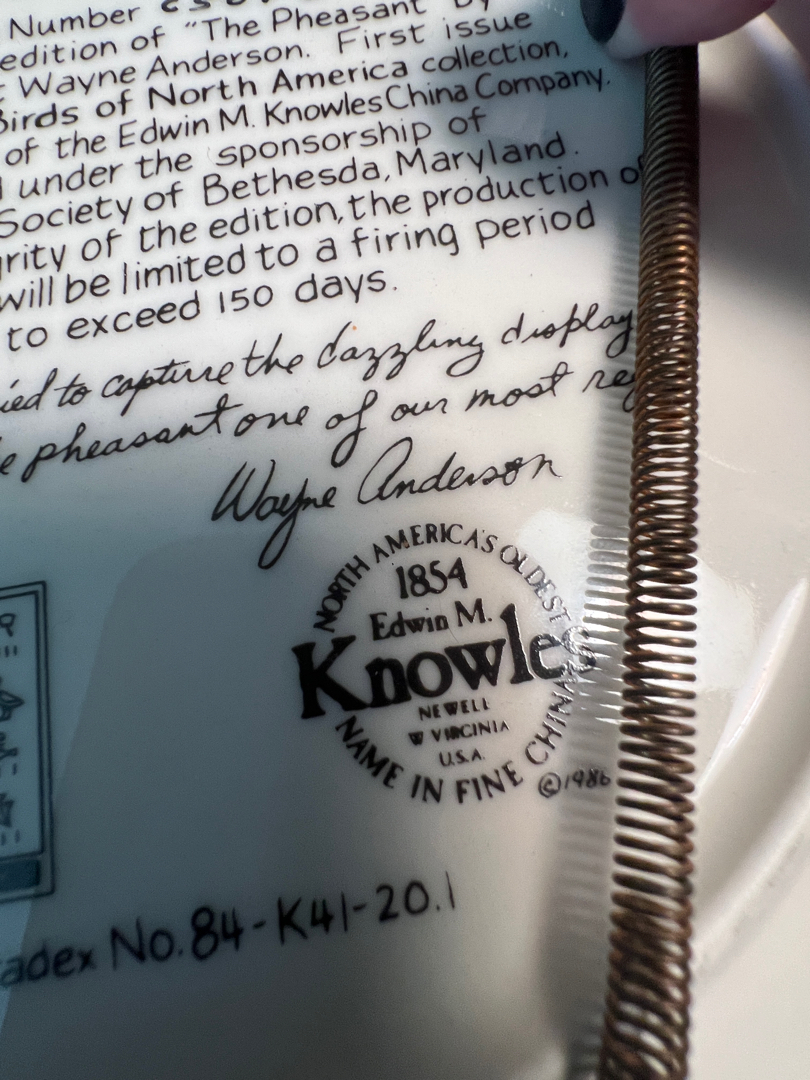 Number
edition of "The Pheasant" by
Wayne Anderson. First issue
Birds of North America collection,
of the Edwin M. Knowles China Company.
under the sponsorship of
Society of Bethesda, Maryland.
rity of the edition, the production of
will be limited to a firing period
to exceed 150 days.
ied to capture the dazzling display
pheasant one of our most re
Wayne Anderson
NORTH AMERICA'S OLDEST
1854
Edwin M.
Knowles
NEWELL
W VIRGINIA
U.S.A.
NAME IN FINE CHINA
©1986
adex No. 84-K41-20.1